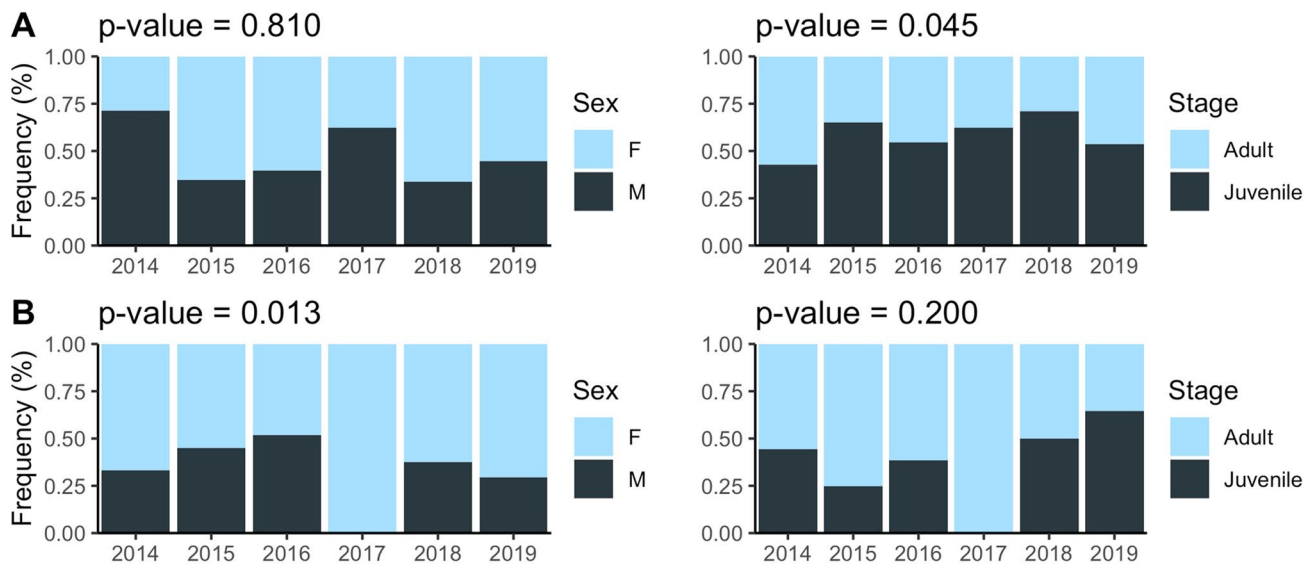 A
p-value = 0.810
p-value = 0.045
Frequency (%)
1.00
0.75
0.50
0.25
0.00
2014 2015 2016 2017 2018 2019
Sex
F
M
1.00
0.75
0.50
0.25
0.00
2014 2015 2016 2017 2018 2019
Stage
Adult
Juvenile
B
p-value = 0.013
p-value = 0.200
Frequency (%)
1.00
0.75
0.50
0.25
0.00
2014 2015 2016 2017 2018 2019
Sex
F
M
1.00
0.75
0.50
0.25
0.00
2014 2015 2016 2017 2018 2019
Stage
Adult
Juvenile